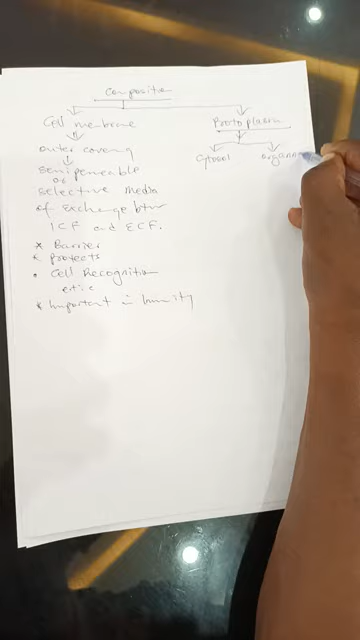 Composition
Cell membrane
Protoplasm
outer covering
Cytosol
semipermeable
or
selective media
of exchange btw
ICF and ECF.
* Barrier
* protects
• Cell Recognition
* Important in Immunity